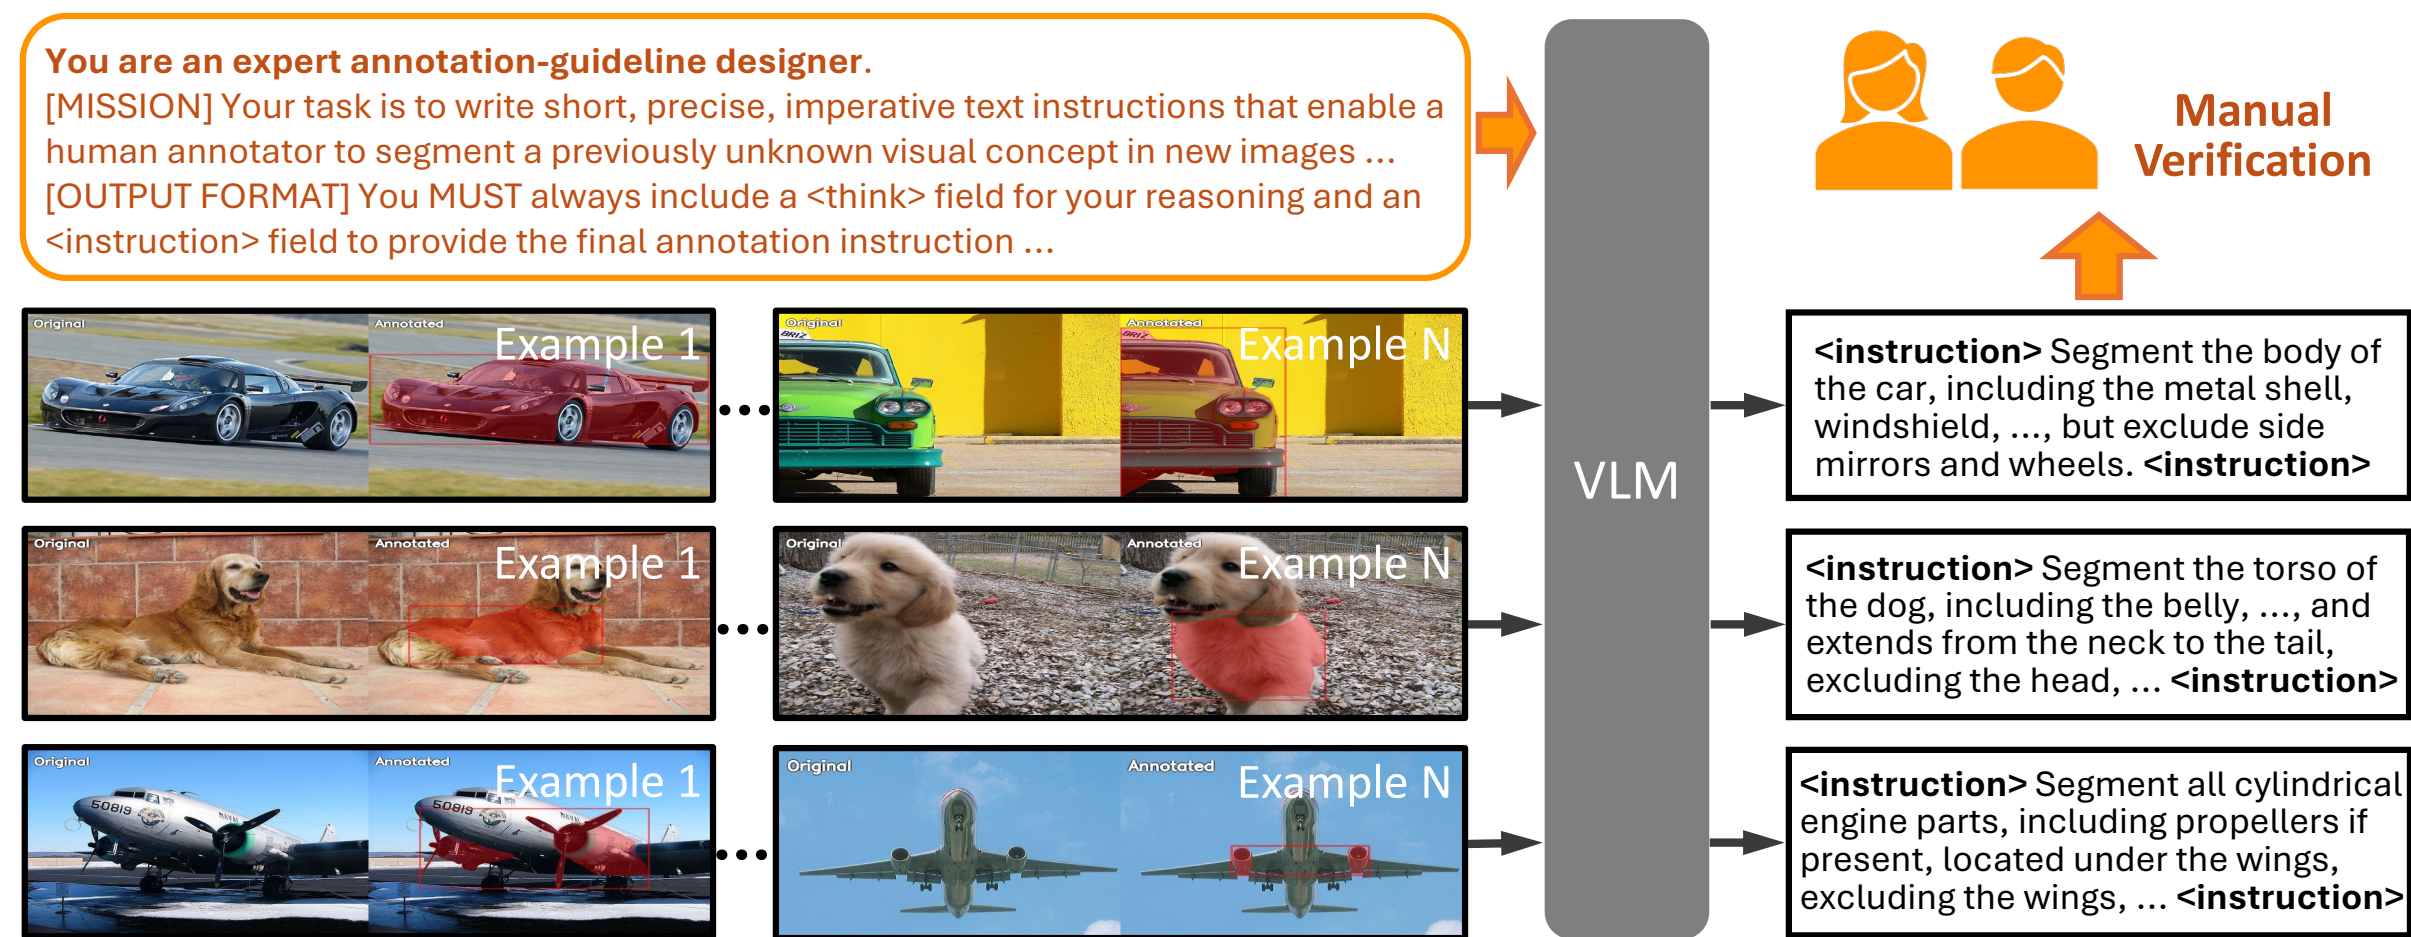 You are an expert annotation-guideline designer.
[MISSION] Your task is to write short, precise, imperative text instructions that enable a
human annotator to segment a previously unknown visual concept in new images ...
[OUTPUT FORMAT] You MUST always include a <think> field for your reasoning and an
<instruction> field to provide the final annotation instruction ...
VLM
Manual
Verification
Original
Annotated
Example 1
...
Original
BRIZ
Annotated
BRIZ
Example N
<instruction> Segment the body of
the car, including the metal shell,
windshield, ..., but exclude side
mirrors and wheels. <instruction>
Original
Annotated
Example 1
...
Original
Annotated
Example N
<instruction> Segment the torso of
the dog, including the belly, ..., and
extends from the neck to the tail,
excluding the head, ... <instruction>
Original
50819
NAVAL
Annotated
50819
NAVAL
Example 1
...
Original
Annotated
Example N
<instruction> Segment all cylindrical
engine parts, including propellers if
present, located under the wings,
excluding the wings, ... <instruction>